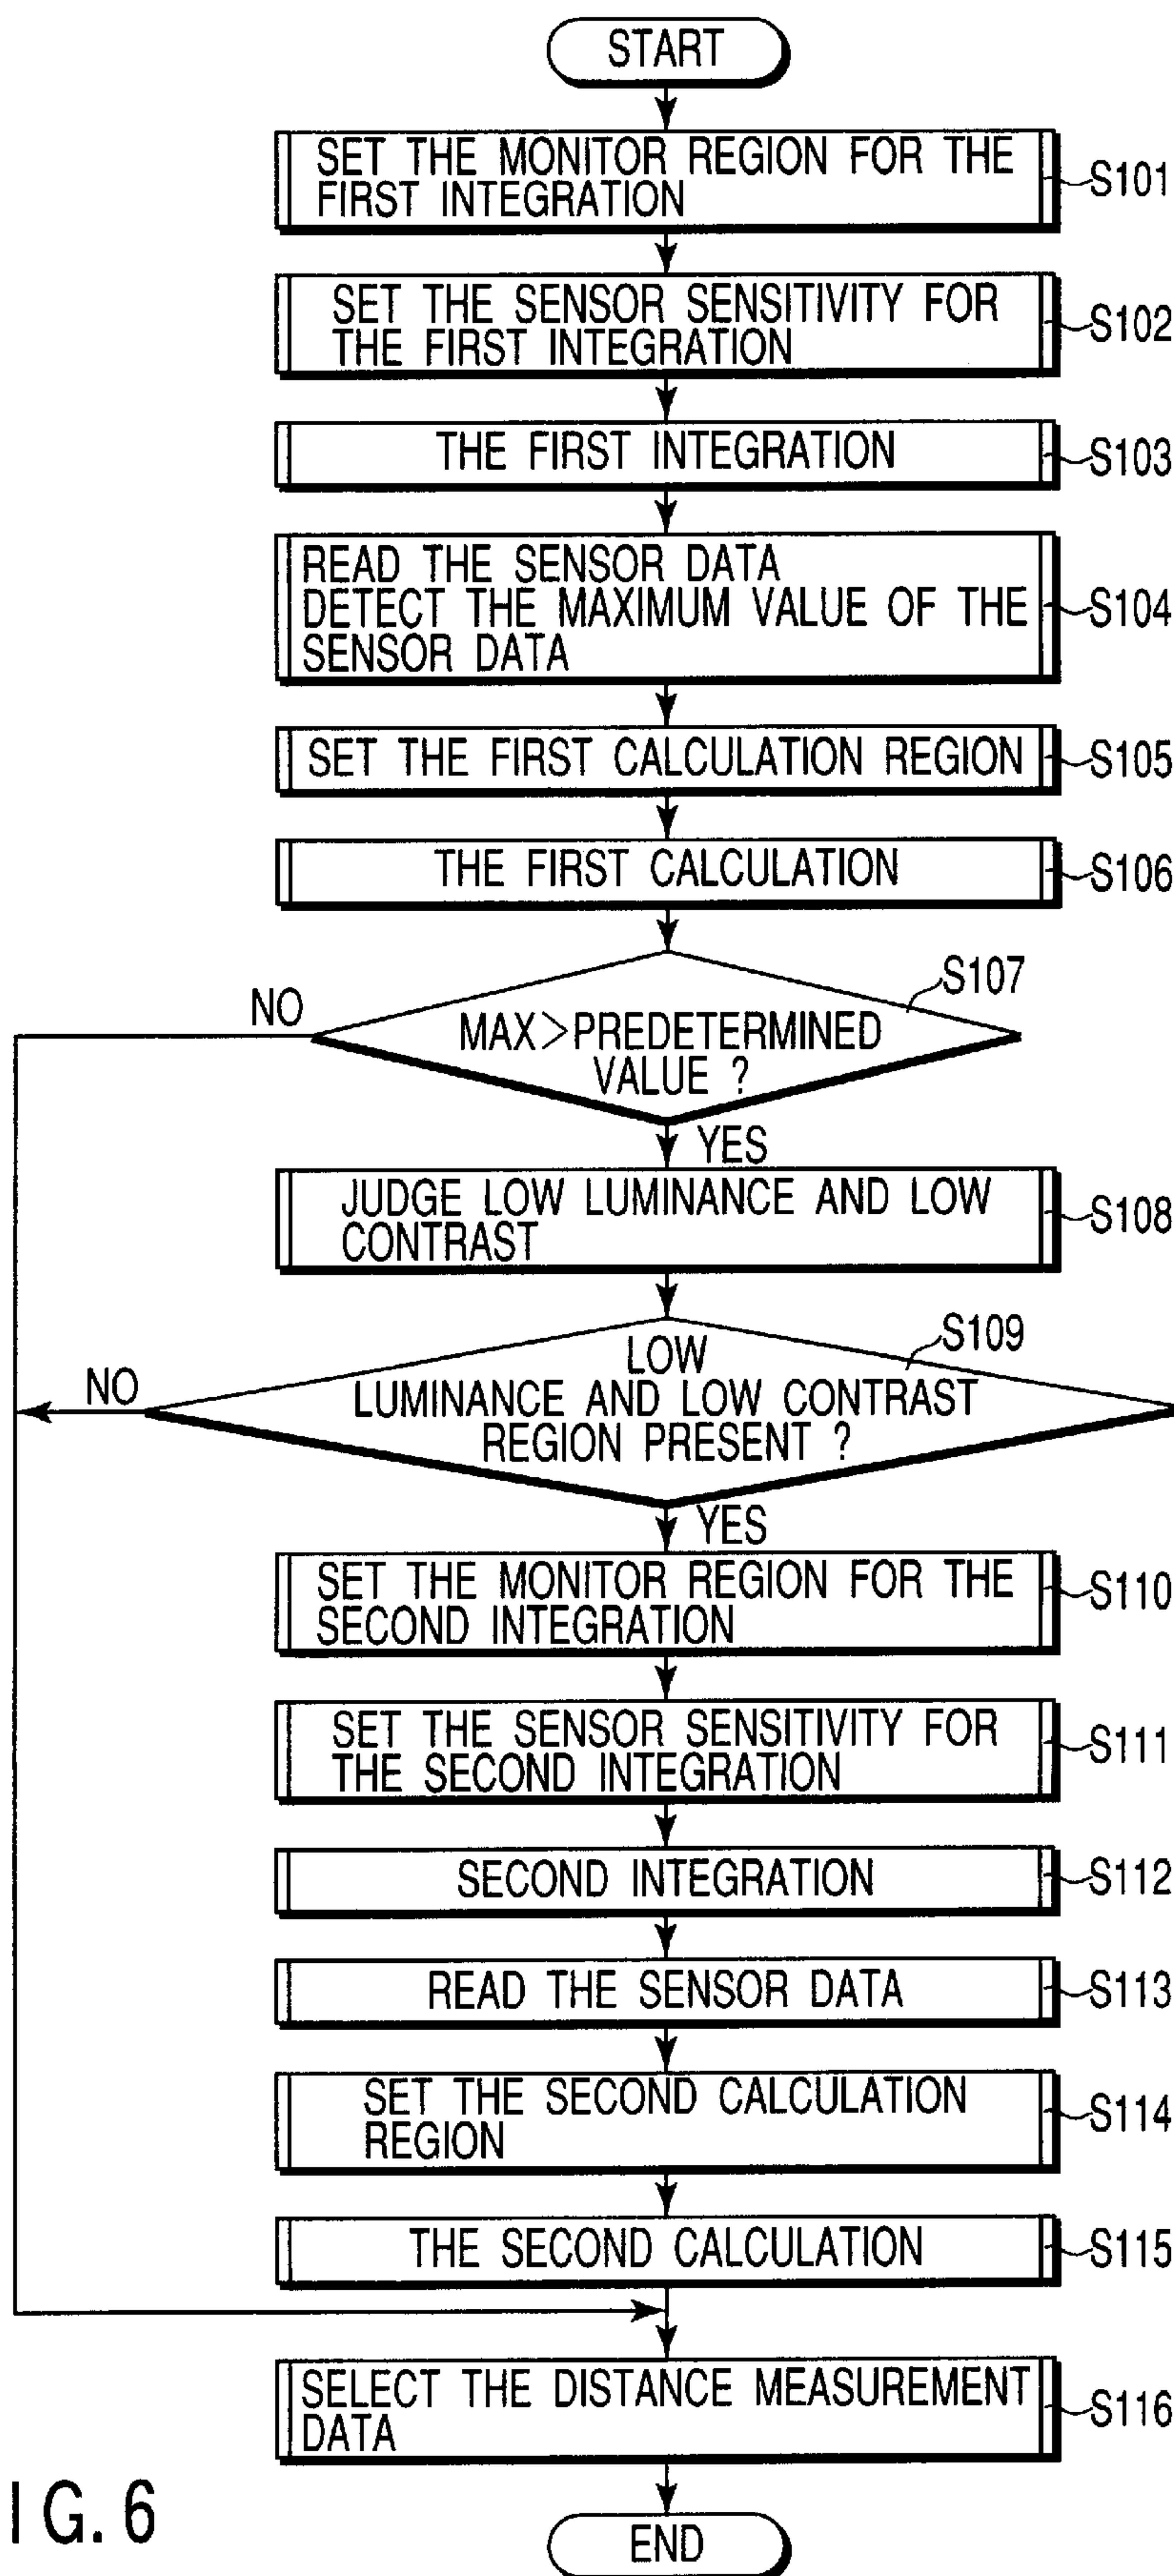 START
SET THE MONITOR REGION FOR THE
FIRST INTEGRATION
S101
SET THE SENSOR SENSITIVITY FOR
THE FIRST INTEGRATION
S102
THE FIRST INTEGRATION
S103
READ THE SENSOR DATA
DETECT THE MAXIMUM VALUE OF THE
SENSOR DATA
S104
SET THE FIRST CALCULATION REGION
S105
THE FIRST CALCULATION
S106
S107
NO
MAX>PREDETERMINED
VALUE ?
YES
JUDGE LOW LUMINANCE AND LOW
CONTRAST
S108
S109
LOW
NO
LUMINANCE AND LOW CONTRAST
REGION PRESENT ?
YES
SET THE MONITOR REGION FOR THE
SECOND INTEGRATION
S110
SET THE SENSOR SENSITIVITY FOR
THE SECOND INTEGRATION
S111
SECOND INTEGRATION
S112
READ THE SENSOR DATA
S113
SET THE SECOND CALCULATION
REGION
S114
THE SECOND CALCULATION
S115
SELECT THE DISTANCE MEASUREMENT
DATA
S116
IG. 6
END